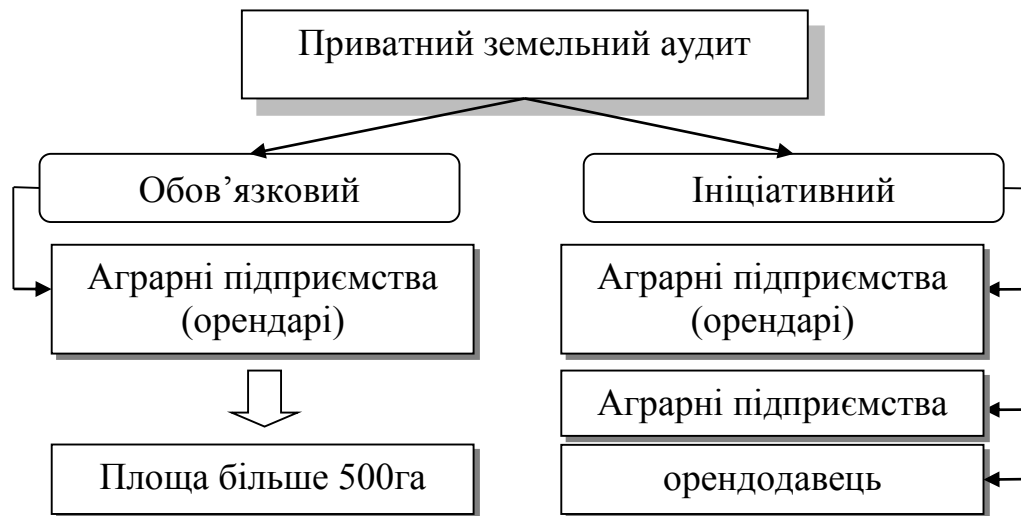 Приватний земельний аудит
Обов’язковий
Ініціативний
Аграрні підприємства
(орендарі)
Аграрні підприємства
(орендарі)
Аграрні підприємства
Площа більше 500га
орендодавець